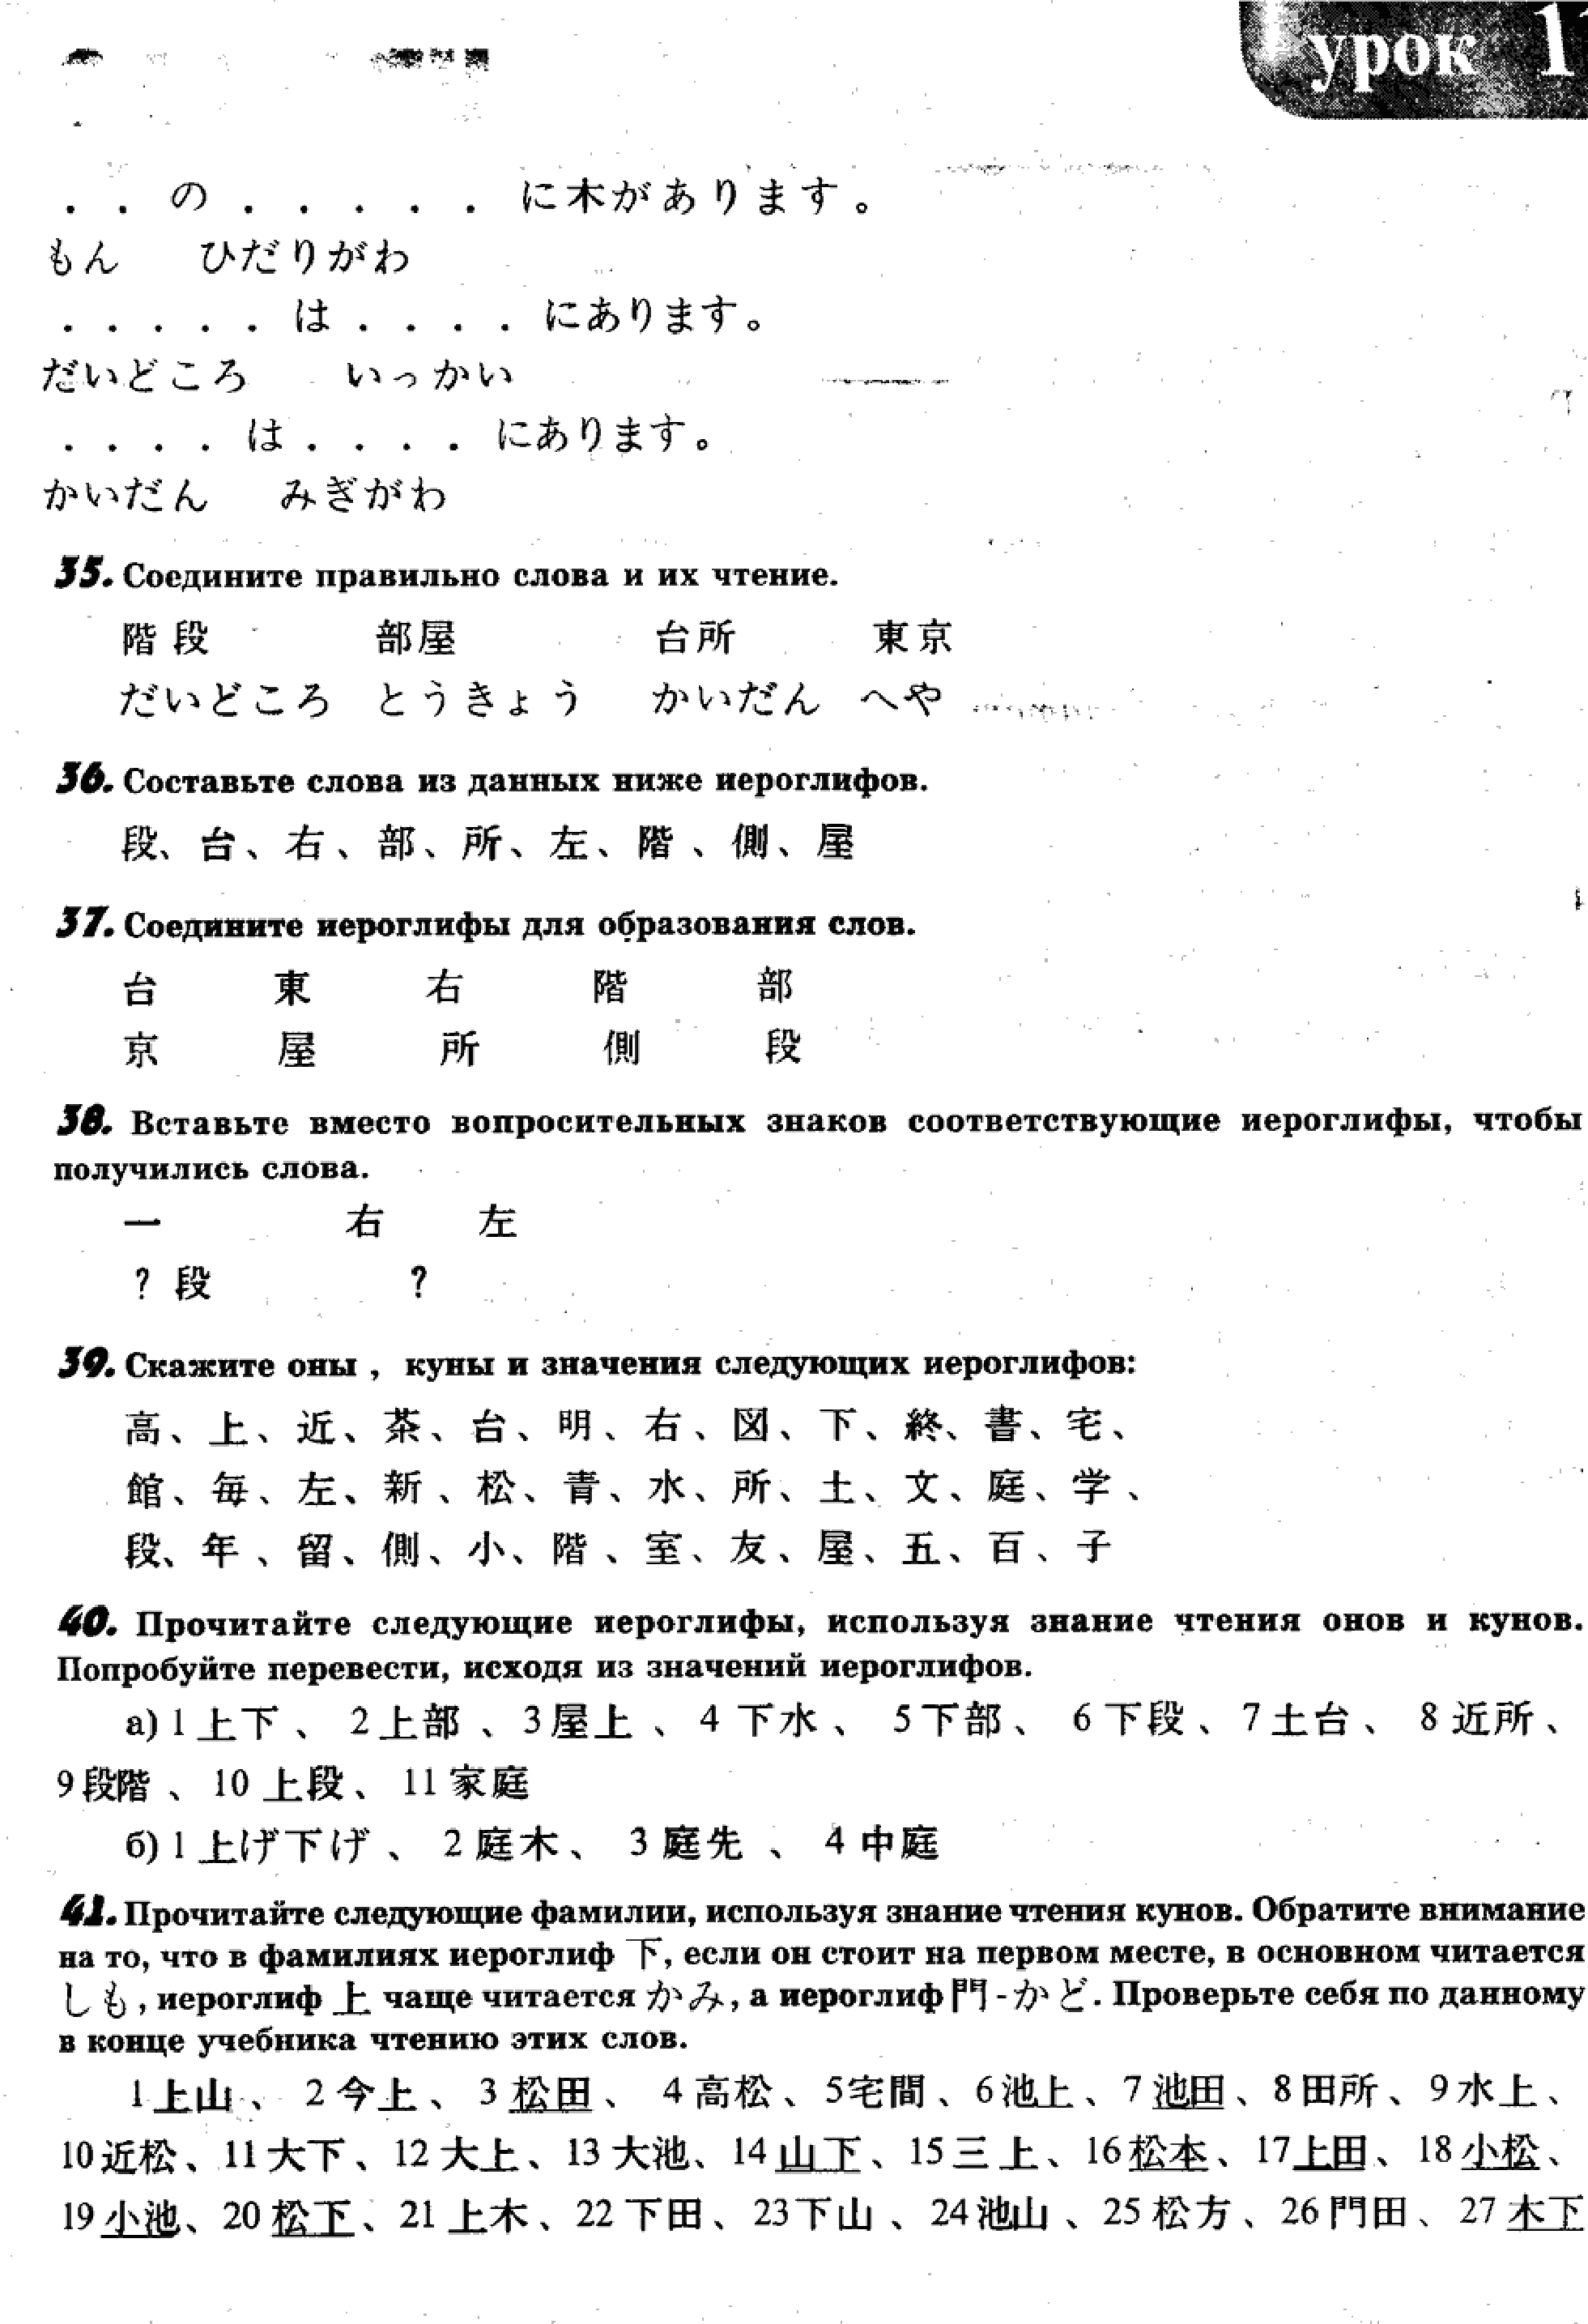 урок 1
. . の . . . . . に木があります。
もん ひだりがわ
. . . . . は . . . . にあります。
だいどころ いっかい
. . . . は . . . . にあります。
かいだん みぎがわ
35. Соедините правильно слова и их чтение.
階段 部屋 台所 東京
だいどころ とうきょう かいだん へや
36. Составьте слова из данных ниже иероглифов.
段、台、右、部、所、左、階、側、屋
37. Соедините иероглифы для образования слов.
台 東 右 階 部
京 屋 所 側 段
38. Вставьте вместо вопросительных знаков соответствующие иероглифы, чтобы
получились слова.
一 右 左
? 段 ?
39. Скажите оны , куны и значения следующих иероглифов:
高、上、近、茶、台、明、右、図、下、終、書、宅、
館、毎、左、新、松、青、水、所、土、文、庭、学、
段、年、留、側、小、階、室、友、屋、五、百、子
40. Прочитайте следующие иероглифы, используя знание чтения онов и кунов.
Попробуйте перевести, исходя из значений иероглифов.
а) 1 上下、 2 上部、 3 屋上、 4 下水、 5 下部、 6 下段、 7 土台、 8 近所、
9 段階、 10 上段、 11 家庭
б) 1 上げ下げ、 2 庭木、 3 庭先、 4 中庭
41. Прочитайте следующие фамилии, используя знание чтения кунов. Обратите внимание
на то, что в фамилиях иероглиф 下, если он стоит на первом месте, в основном читается
しも, иероглиф 上 чаще читается かみ, а иероглиф 門 - かど. Проверьте себя по данному
в конце учебника чтению этих слов.
1 上山、 2 今上、 3 松田、 4 高松、 5 宅間、 6 池上、 7 池田、 8 田所、 9 水上、
10 近松、 11 大下、 12 大上、 13 大池、 14 山下、 15 三上、 16 松本、 17 上田、 18 小松、
19 小池、 20 松下、 21 上木、 22 下田、 23 下山、 24 池山、 25 松方、 26 門田、 27 木下